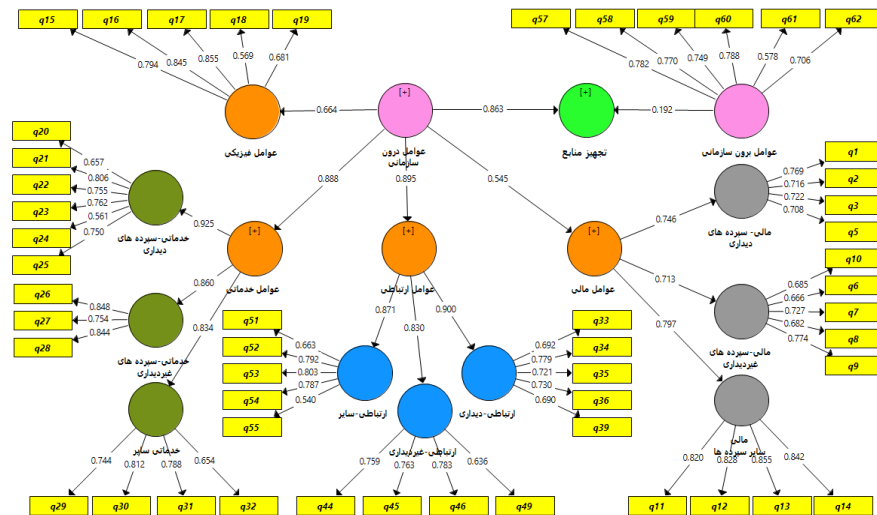 q15 q16 q17 q18 q19 q57 q58 q59 q60 q61 q62
0.794 0.845 0.855 0.569 0.681
0.782 0.770 0.749 0.788 0.578 0.706
[+] [+]
0.664 0.863 0.192
عوامل فیزیکی
عوامل درون
سازمانی
تجهیز منابع
عوامل برون سازمانی
q20
q21
q22
q23
q24
q25
0.657
0.806
0.755
0.762
0.561
0.750
خدماتی-سپرده های
دیداری
0.925
0.888 0.895 0.545
[+] [+] [+]
عوامل خدماتی
عوامل ارتباطی
عوامل مالی
0.746
0.769
0.716
0.722
0.708
q1
q2
q3
q5
مالی- سپرده های
دیداری
q26
q27
q28
0.848
0.754
0.844
خدماتی-سپرده های
غیردیداری
0.860
0.834
0.871 0.830 0.900
0.713
0.797
0.685
0.666
0.727
0.682
0.774
q10
q6
q7
q8
q9
مالی-سپرده های
غیردیداری
q51
q52
q53
q54
q55
0.663
0.792
0.803
0.787
0.540
ارتباطی-سایر
ارتباطی-غیردیداری
ارتباطی-دیداری
0.692
0.779
0.721
0.730
0.690
q33
q34
q35
q36
q39
خدماتی سایر
مالی
سایر سپرده ها
0.744 0.812 0.788 0.654
0.759 0.763 0.783 0.636
0.820 0.828 0.855 0.842
q29 q30 q31 q32 q44 q45 q46 q49 q11 q12 q13 q14